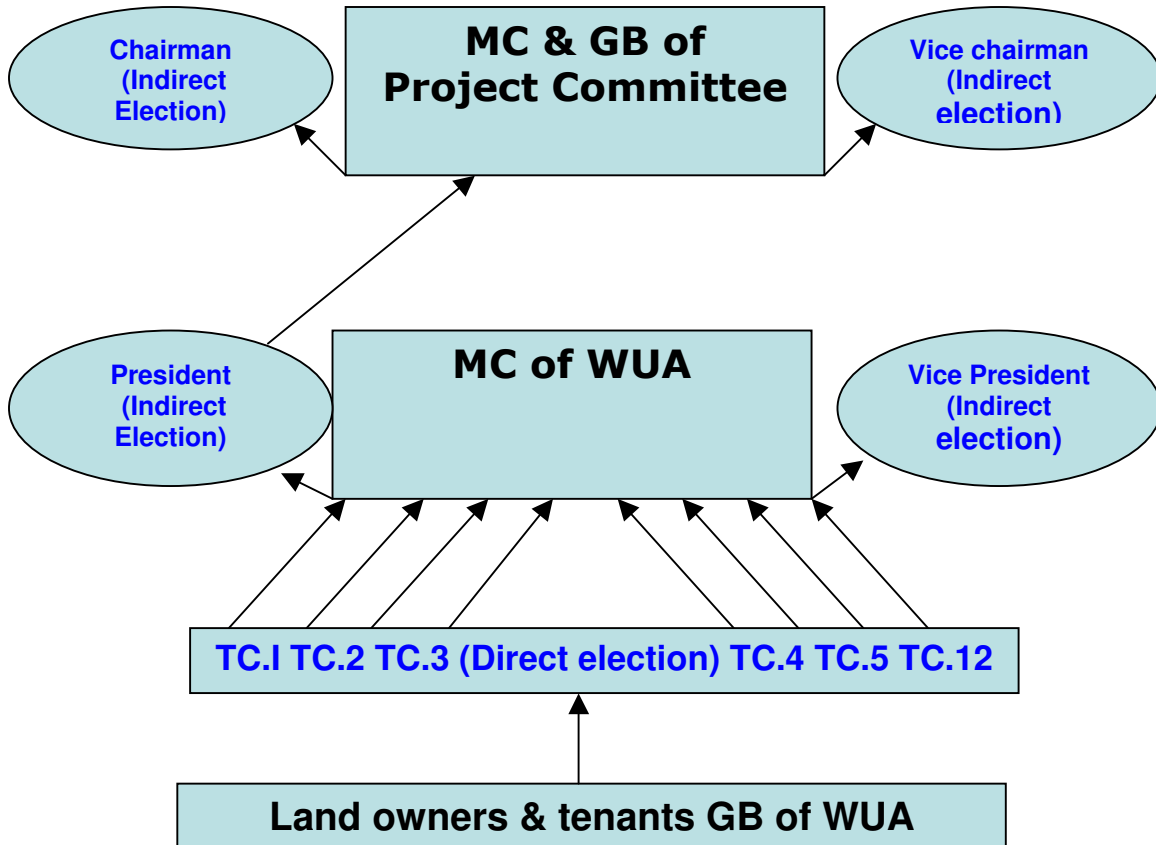 Chairman
(Indirect
Election)
MC & GB of
Project Committee
Vice chairman
(Indirect
election)
President
(Indirect
Election)
MC of WUA
Vice President
(Indirect
election)
TC.I TC.2 TC.3 (Direct election) TC.4 TC.5 TC.12
Land owners & tenants GB of WUA